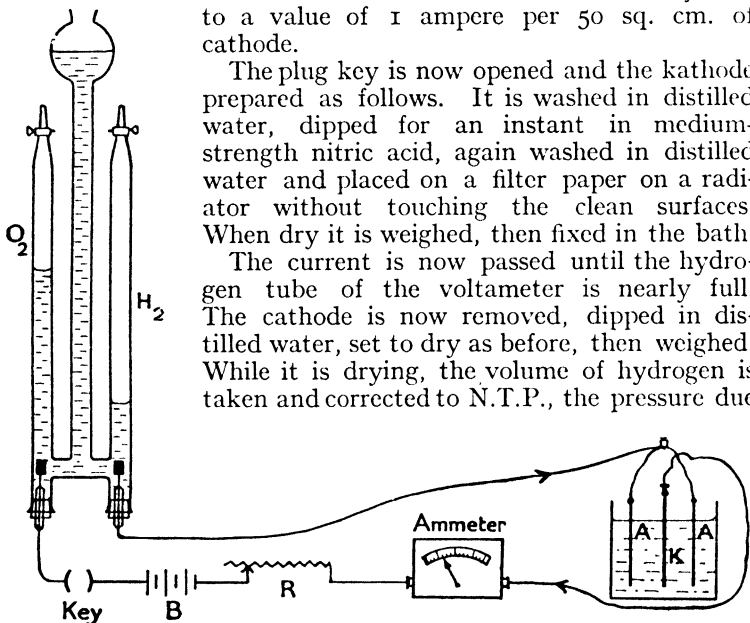 to a value of 1 ampere per 50 sq. cm. of
cathode.
The plug key is now opened and the kathode
prepared as follows. It is washed in distilled
water, dipped for an instant in medium-
strength nitric acid, again washed in distilled
water and placed on a filter paper on a radi-
ator without touching the clean surfaces
When dry it is weighed, then fixed in the bath
The current is now passed until the hydro-
gen tube of the voltameter is nearly full
The cathode is now removed, dipped in dis-
tilled water, set to dry as before, then weighed
While it is drying, the volume of hydrogen is
taken and corrected to N.T.P., the pressure due
O2
H2
Ammeter
A
K
A
Key
B
R